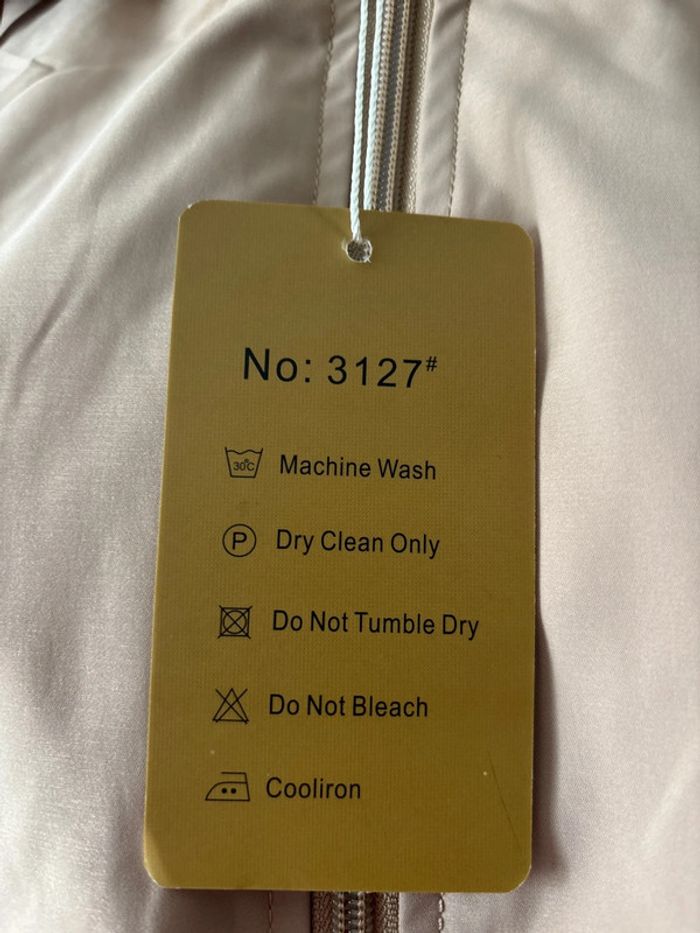 No: 3127#
30°C Machine Wash
P Dry Clean Only
Do Not Tumble Dry
Do Not Bleach
Cooliron